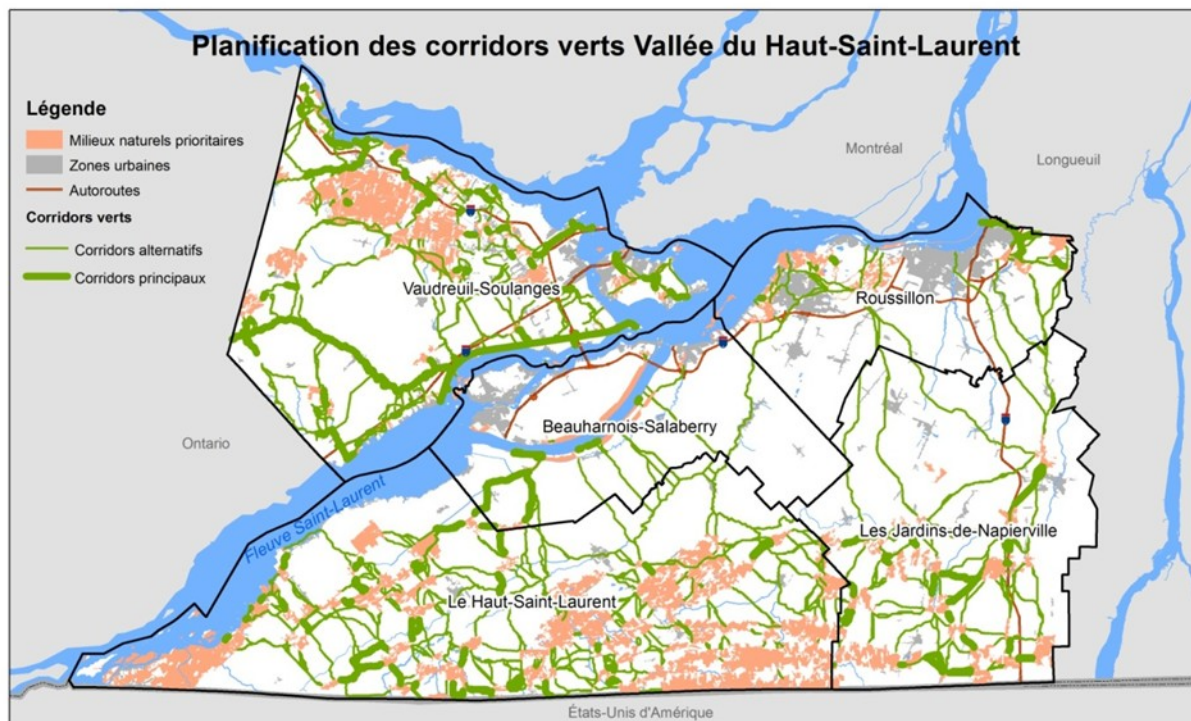 Planification des corridors verts Vallée du Haut-Saint-Laurent
Légende
Milieux naturels prioritaires
Zones urbaines
Autoroutes
Corridors verts
Corridors alternatifs
Corridors principaux
Montréal
Longueuil
Vaudreuil-Soulanges
Roussillon
Beauharnois-Salaberry
Ontario
Fleuve Saint-Laurent
Les Jardins-de-Napierville
Le Haut-Saint-Laurent
États-Unis d'Amérique